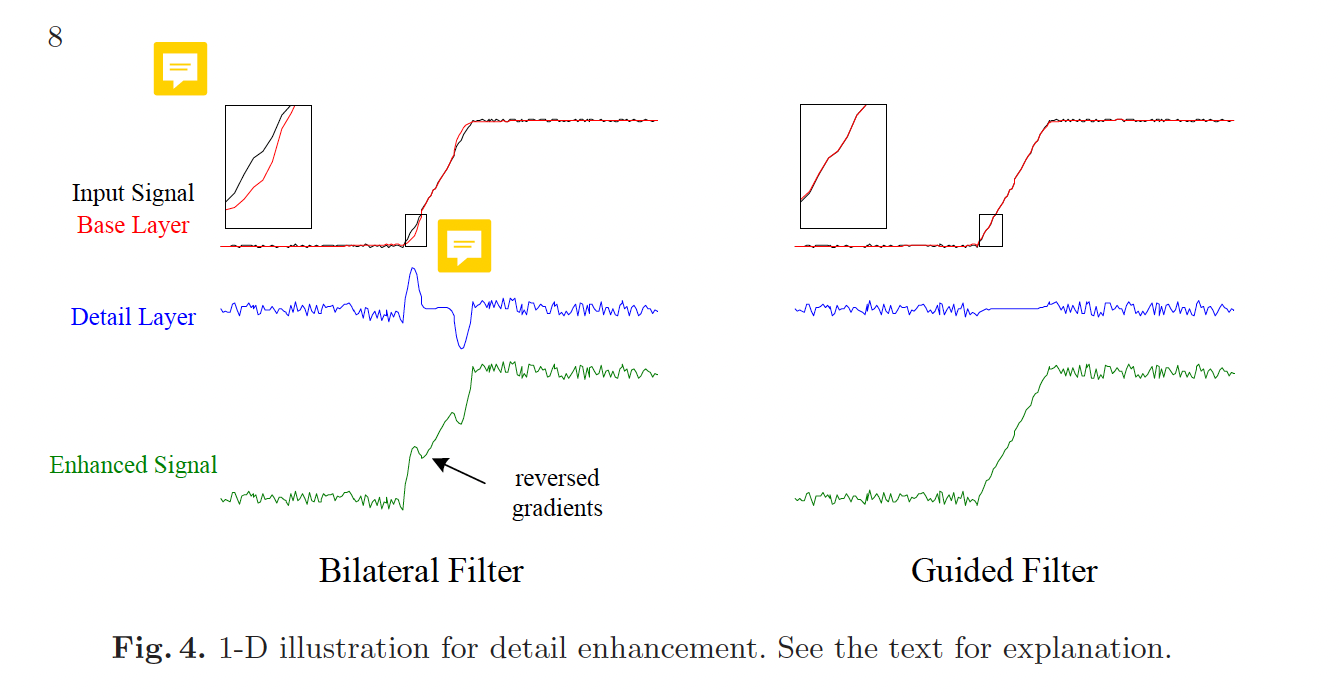 8
Input Signal
Base Layer
Detail Layer
Enhanced Signal
reversed
gradients
Bilateral Filter
Guided Filter
Fig. 4. 1-D illustration for detail enhancement. See the text for explanation.